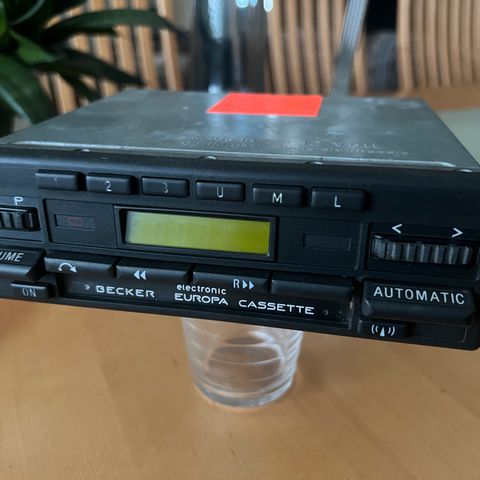 2 3 U M L
P < >
UME R AUTOMATIC
ON BECKER electronic EUROPA CASSETTE